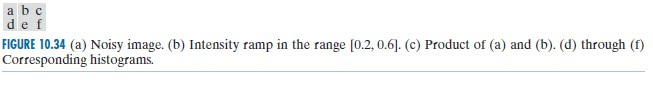 a b c
d e f
FIGURE 10.34 (a) Noisy image. (b) Intensity ramp in the range [0.2, 0.6]. (c) Product of (a) and (b). (d) through (f)
Corresponding histograms.